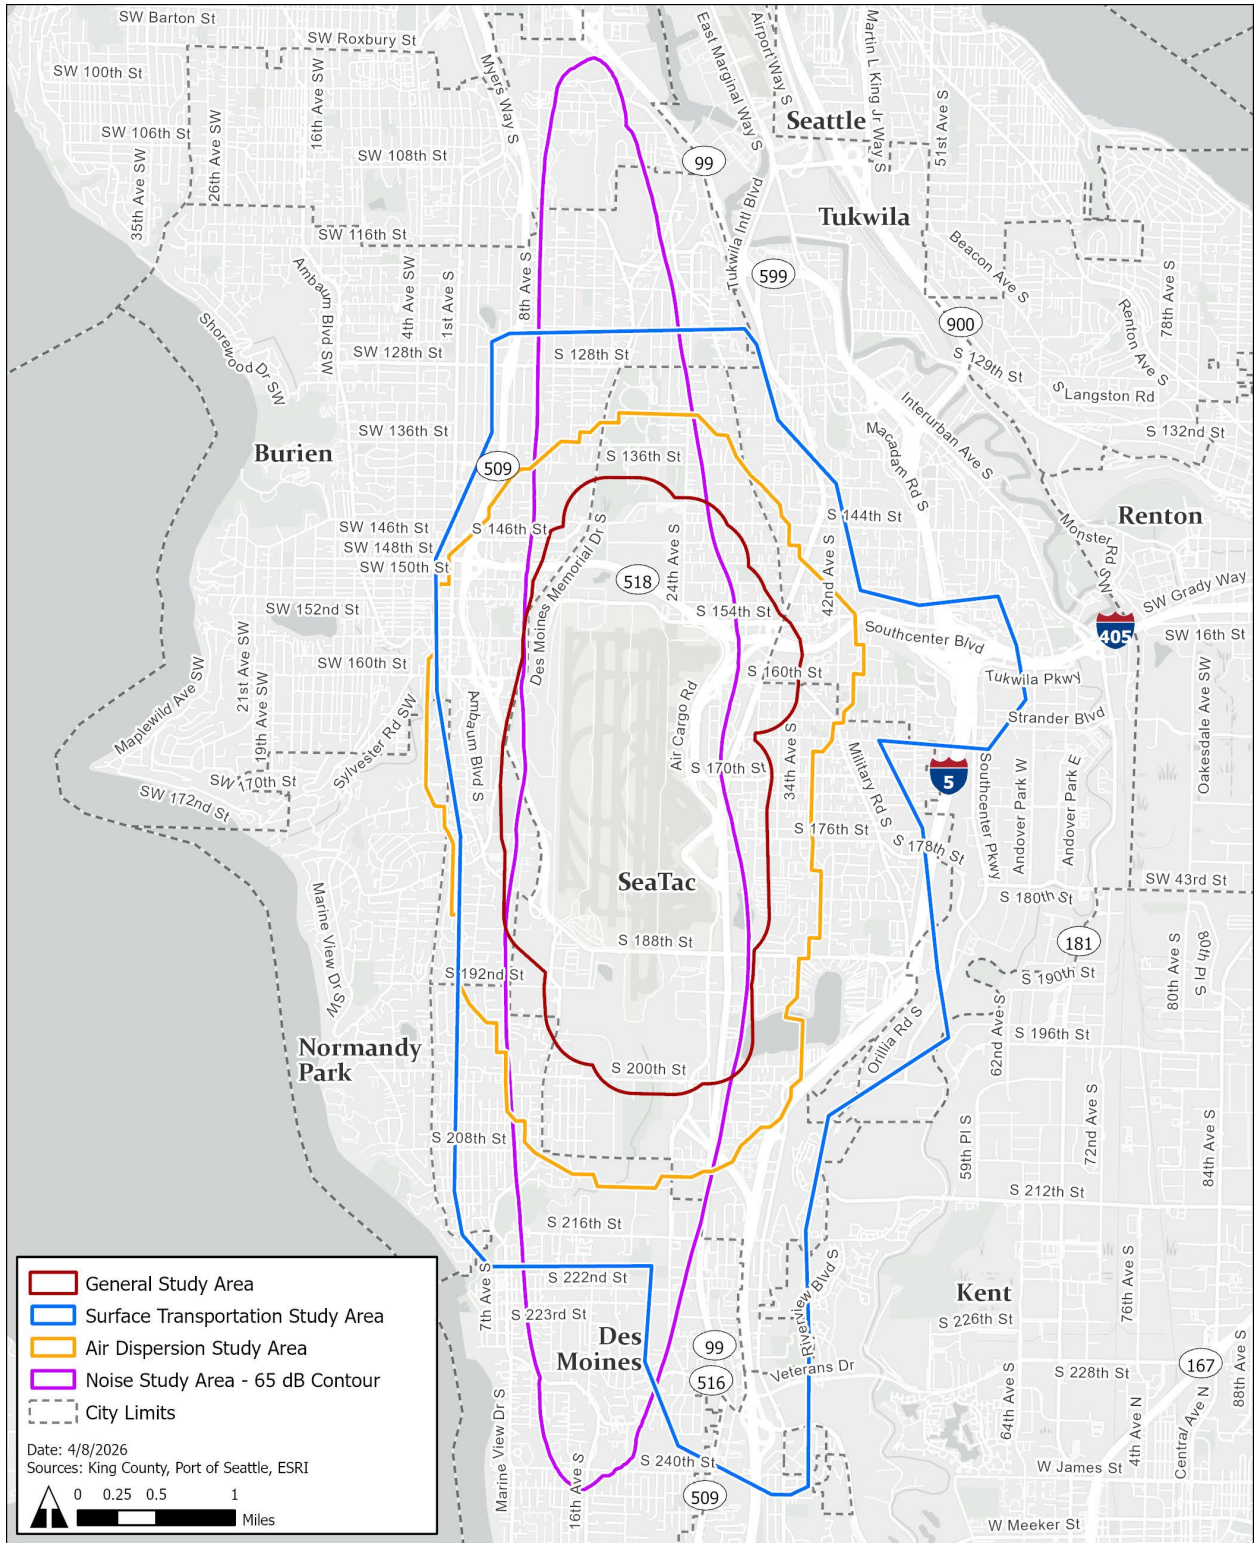 SW Barton St
SW Roxbury St
SW 100th St
16th Ave SW
Myers Way S
East Marginal Way S
Airport Way S
Martin L King Jr Way S
51st Ave S
Seattle
SW 106th St
26th Ave SW
35th Ave SW
SW 108th St
99
Tukwila Intl Blvd
Tukwila
SW 116th St
Ambaum Blvd SW
4th Ave SW
1st Ave S
8th Ave S
599
Beacon Ave S
Renton Ave S
78th Ave S
900
Shorewood Dr SW
SW 128th St
S 128th St
S 129th St
S Langston Rd
Interurban Ave S
Macadam Rd S
S 132nd St
Burien
SW 136th St
509
S 136th St
SW 146th St
S 146th St
SW 148th St
SW 150th St
Des Moines Memorial Dr S
24th Ave S
S 144th St
42nd Ave S
Renton
Monster Rd SW
SW Grady Way
518
SW 152nd St
S 154th St
Southcenter Blvd
405
SW 16th St
21st Ave SW
19th Ave SW
SW 160th St
S 160th St
Tukwila Pkwy
Strander Blvd
Oakesdale Ave SW
Maplewild Ave SW
Sylvester Rd SW
Ambaum Blvd S
Air Cargo Rd
S 170th St
34th Ave S
Military Rd S
5
Southcenter Pkwy
Andover Park W
Andover Park E
SW 170th St
SW 172nd St
S 176th St
S 178th St
SeaTac
S 180th St
SW 43rd St
Marine View Dr SW
S 188th St
181
80th Ave S
80th Pl S
S 192nd St
S 190th St
62nd Ave S
S 196th St
Orillia Rd S
Normandy
Park
S 200th St
S 208th St
59th Pl S
72nd Ave S
84th Ave S
S 212th St
S 216th St
S 222nd St
7th Ave S
S 223rd St
Des
Moines
Riverview Blvd S
Kent
S 226th St
76th Ave S
99
516
Veterans Dr
S 228th St
167
88th Ave S
64th Ave S
4th Ave N
Central Ave N
Marine View Dr S
16th Ave S
S 240th St
509
W James St
W Meeker St
General Study Area
Surface Transportation Study Area
Air Dispersion Study Area
Noise Study Area - 65 dB Contour
City Limits
Date: 4/8/2026
Sources: King County, Port of Seattle, ESRI
0 0.25 0.5 1
Miles